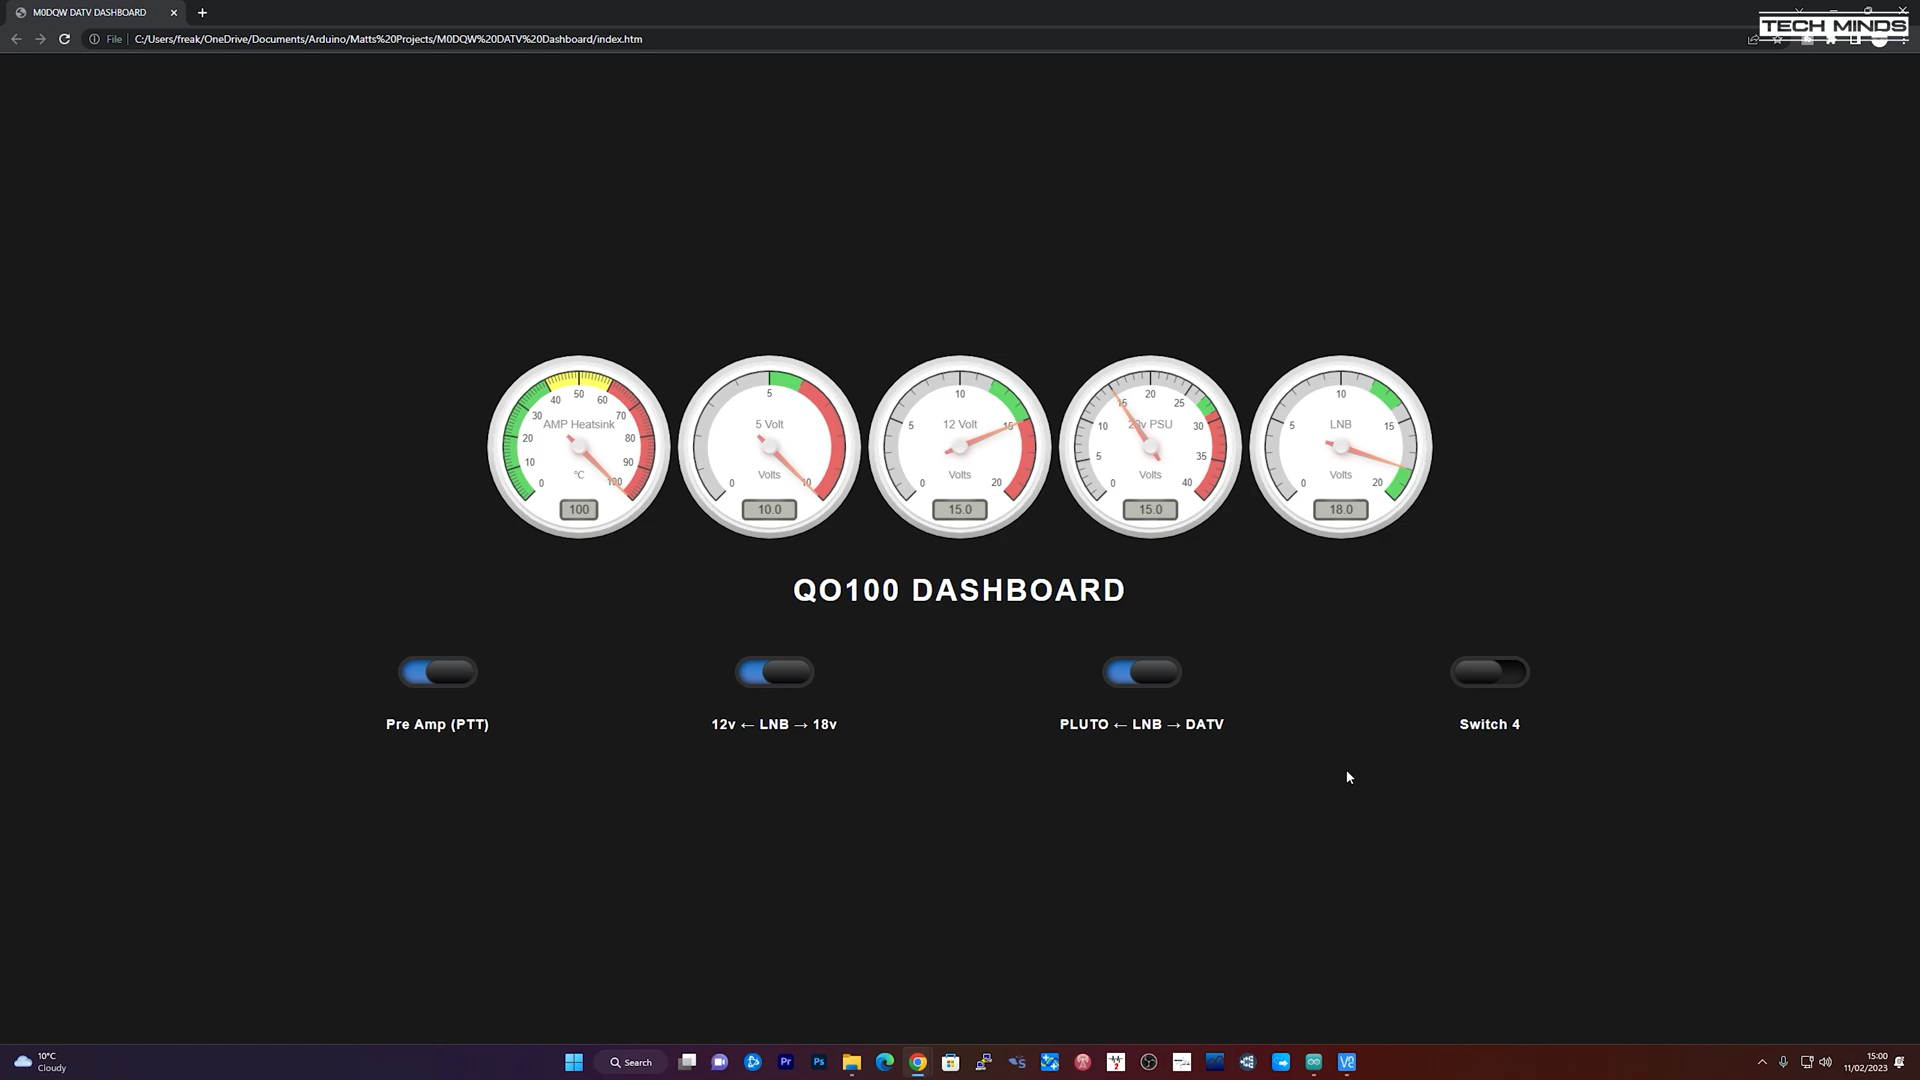 M0DQW DATV DASHBOARD
TECH MINDS
File
C:/Users/freak/OneDrive/Documents/Arduino/Matts%20Projects/M0DQW%20DATV%20Dashboard/index.htm
0 10 20 30 40 50 60 70 80 90 100
AMP Heatsink
°C
100
0 5 10
5 Volt
Volts
10.0
0 5 10 15 20
12 Volt
Volts
15.0
0 5 10 15 20 25 30 35 40
PSU
Volts
15.0
0 5 10 15 20
LNB
Volts
18.0
QO100 DASHBOARD
Pre Amp (PTT)
12v ← LNB → 18v
PLUTO ← LNB → DATV
Switch 4
10°C
Cloudy
Search
Pr
Ps
15:00
11/02/2023